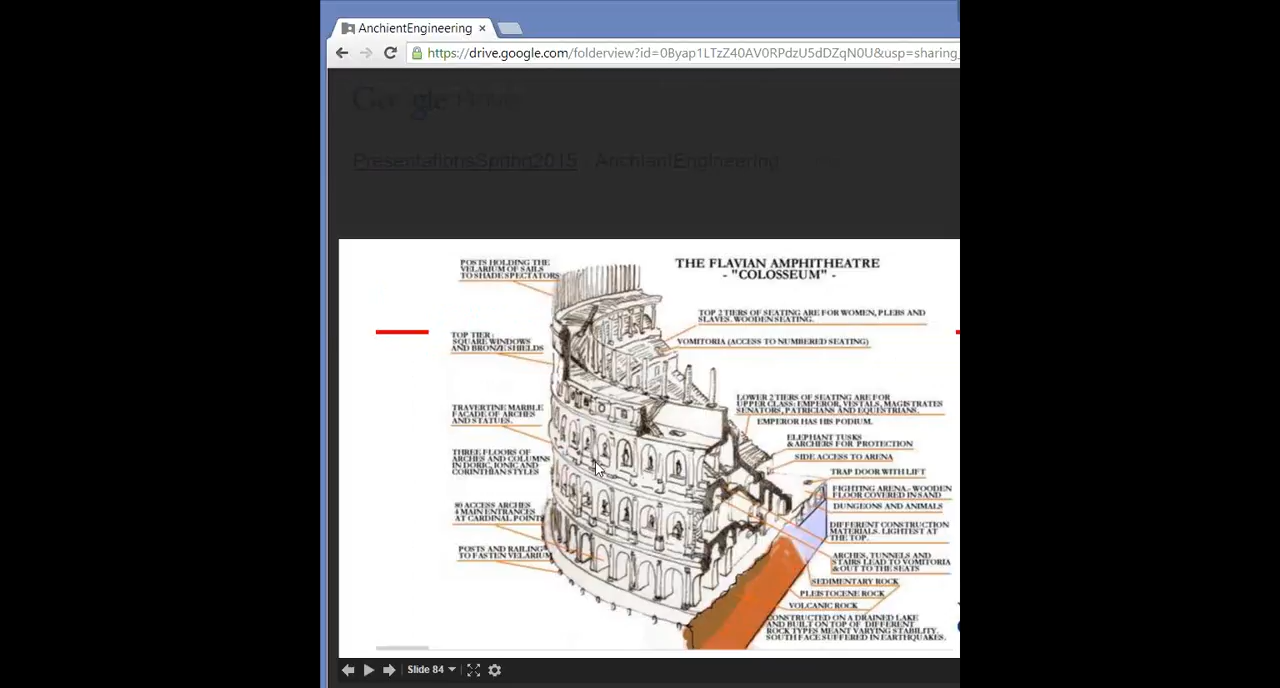 AnchientEngineering
https://drive.google.com/folderview?id=0Byap1LTzZ40AV0RPdzU5dDZqN0U&usp=sharing_
Google
PresentationsSpring2015 AnchiantEngineering
THE FLAVIAN AMPHITHEATRE
- "COLOSSEUM" -
POSTS HOLDING THE
VELARIUM OF SAILS
TO SHADE SPECTATORS
TOP TIER :
SQUARE WINDOWS
AND BRONZE SHIELDS
TRAVERTINE MARBLE
FACADE OF ARCHES
AND STATUES.
THREE FLOORS OF
ARCHES AND COLUMNS
IN DORIC, IONIC AND
CORINTHIAN STYLES
80 ACCESS ARCHES
4 MAIN ENTRANCES
AT CARDINAL POINTS
POSTS AND RAILING
TO FASTEN VELARIUM
TOP 2 TIERS OF SEATING ARE FOR WOMEN, PLEBS AND
SLAVES. WOODEN SEATING.
VOMITORIA (ACCESS TO NUMBERED SEATING)
LOWER 2 TIERS OF SEATING ARE FOR
UPPER CLASS: EMPEROR, VESTALS, MAGISTRATES
SENATORS, PATRICIANS AND EQUESTRIANS.
EMPEROR HAS HIS PODIUM.
ELEPHANT TUSKS
& ARCHERS FOR PROTECTION
SIDE ACCESS TO ARENA
TRAP DOOR WITH LIFT
FIGHTING ARENA - WOODEN
FLOOR COVERED IN SAND
DUNGEONS AND ANIMALS
DIFFERENT CONSTRUCTION
MATERIALS. LIGHTEST AT
THE TOP.
ARCHES, TUNNELS AND
STAIRS LEAD TO VOMITORIA
& OUT TO THE SEATS
SEDIMENTARY ROCK
PLEISTOCENE ROCK
VOLCANIC ROCK
CONSTRUCTED ON A DRAINED LAKE
AND BUILT ON TOP OF DIFFERENT
ROCK TYPES MEANT VARYING STABILITY.
SOUTH FACE SUFFERED IN EARTHQUAKES.
Slide 84